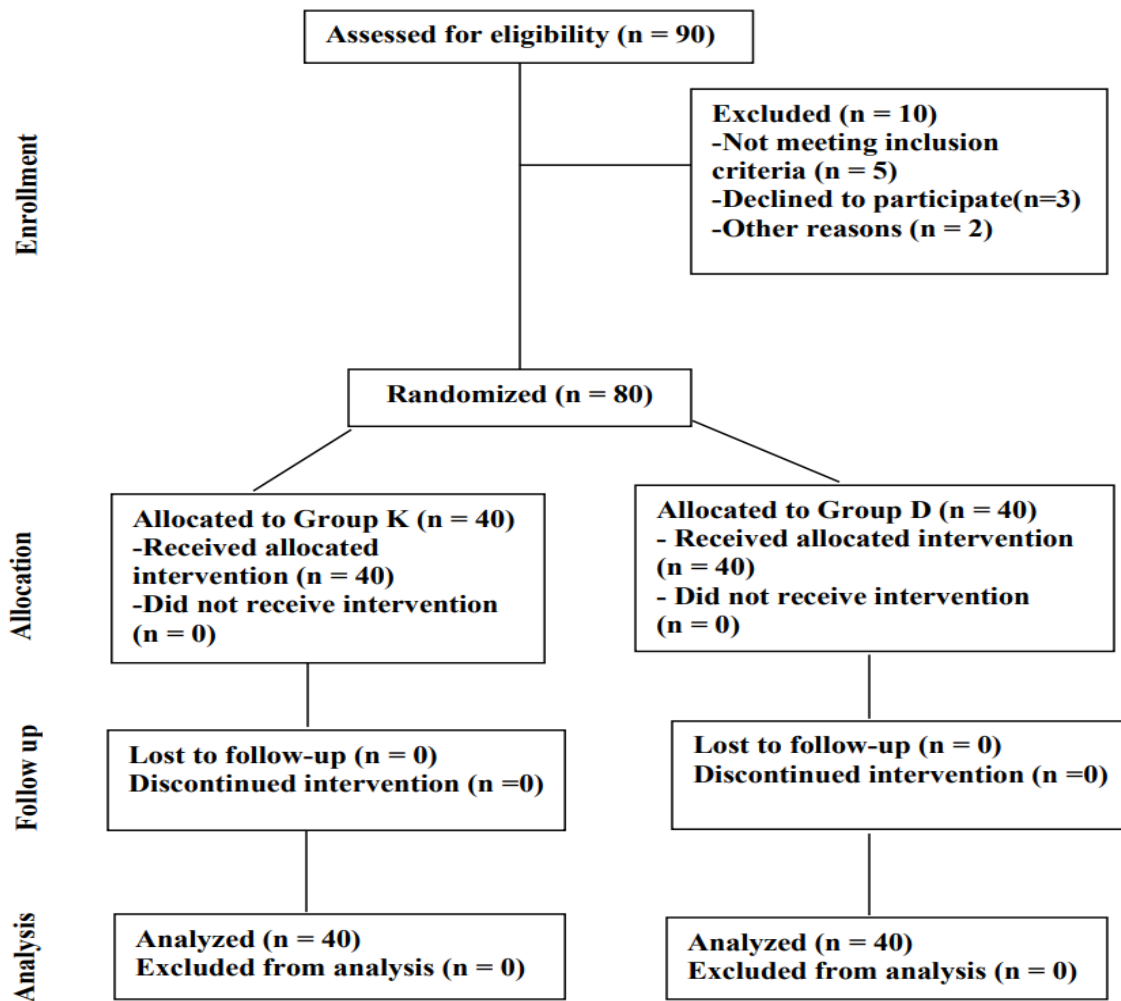 Assessed for eligibility (n = 90)
Enrollment
Excluded (n = 10)
-Not meeting inclusion
criteria (n = 5)
-Declined to participate(n=3)
-Other reasons (n = 2)
Randomized (n = 80)
Allocation
Allocated to Group K (n = 40)
-Received allocated
intervention (n = 40)
-Did not receive intervention
(n = 0)
Allocated to Group D (n = 40)
- Received allocated intervention
(n = 40)
- Did not receive intervention
(n = 0)
Follow up
Lost to follow-up (n = 0)
Discontinued intervention (n =0)
Lost to follow-up (n = 0)
Discontinued intervention (n =0)
Analysis
Analyzed (n = 40)
Excluded from analysis (n = 0)
Analyzed (n = 40)
Excluded from analysis (n = 0)